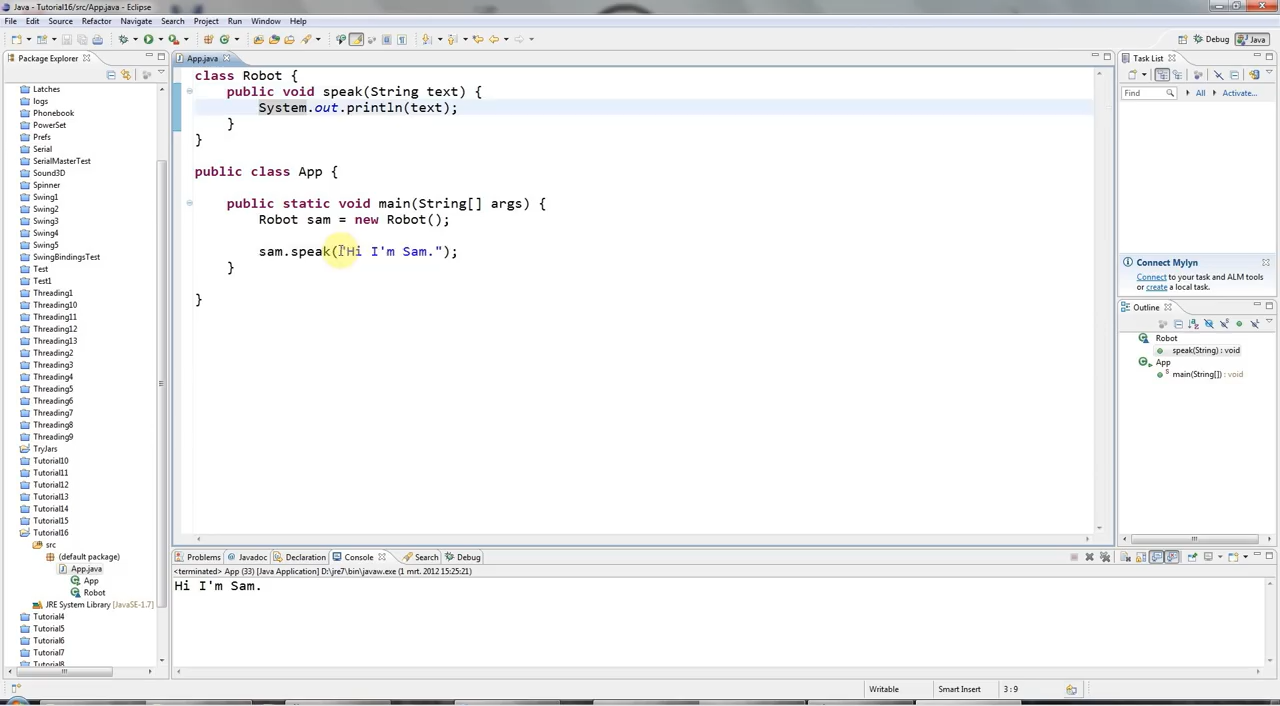 Java - Tutorial16/src/App.java - Eclipse
File Edit Source Refactor Navigate Search Project Run Window Help
Debug Java
Package Explorer
Latches
logs
Phonebook
PowerSet
Prefs
Serial
SerialMasterTest
Sound3D
Spinner
Swing1
Swing2
Swing3
Swing4
Swing5
SwingBindingsTest
Test
Test1
Threading1
Threading10
Threading11
Threading12
Threading13
Threading2
Threading3
Threading4
Threading5
Threading6
Threading7
Threading8
Threading9
TryJars
Tutorial10
Tutorial11
Tutorial12
Tutorial13
Tutorial14
Tutorial15
Tutorial16
src
(default package)
App.java
App
Robot
JRE System Library [JavaSE-1.7]
Tutorial4
Tutorial5
Tutorial6
Tutorial7
Tutorial8
App.java
class Robot {
public void speak(String text) {
System.out.println(text);
}
}
public class App {
public static void main(String[] args) {
Robot sam = new Robot();
sam.speak("Hi I'm Sam.");
}
}
Task List
Find All Activate...
Connect Mylyn
Connect to your task and ALM tools
or create a local task.
Outline
Robot
speak(String) : void
App
main(String[]) : void
Problems Javadoc Declaration Console Search Debug
<terminated> App (33) [Java Application] D:\jre7\bin\javaw.exe (1 mrt. 2012 15:25:21)
Hi I'm Sam.
Writable Smart Insert 3 : 9